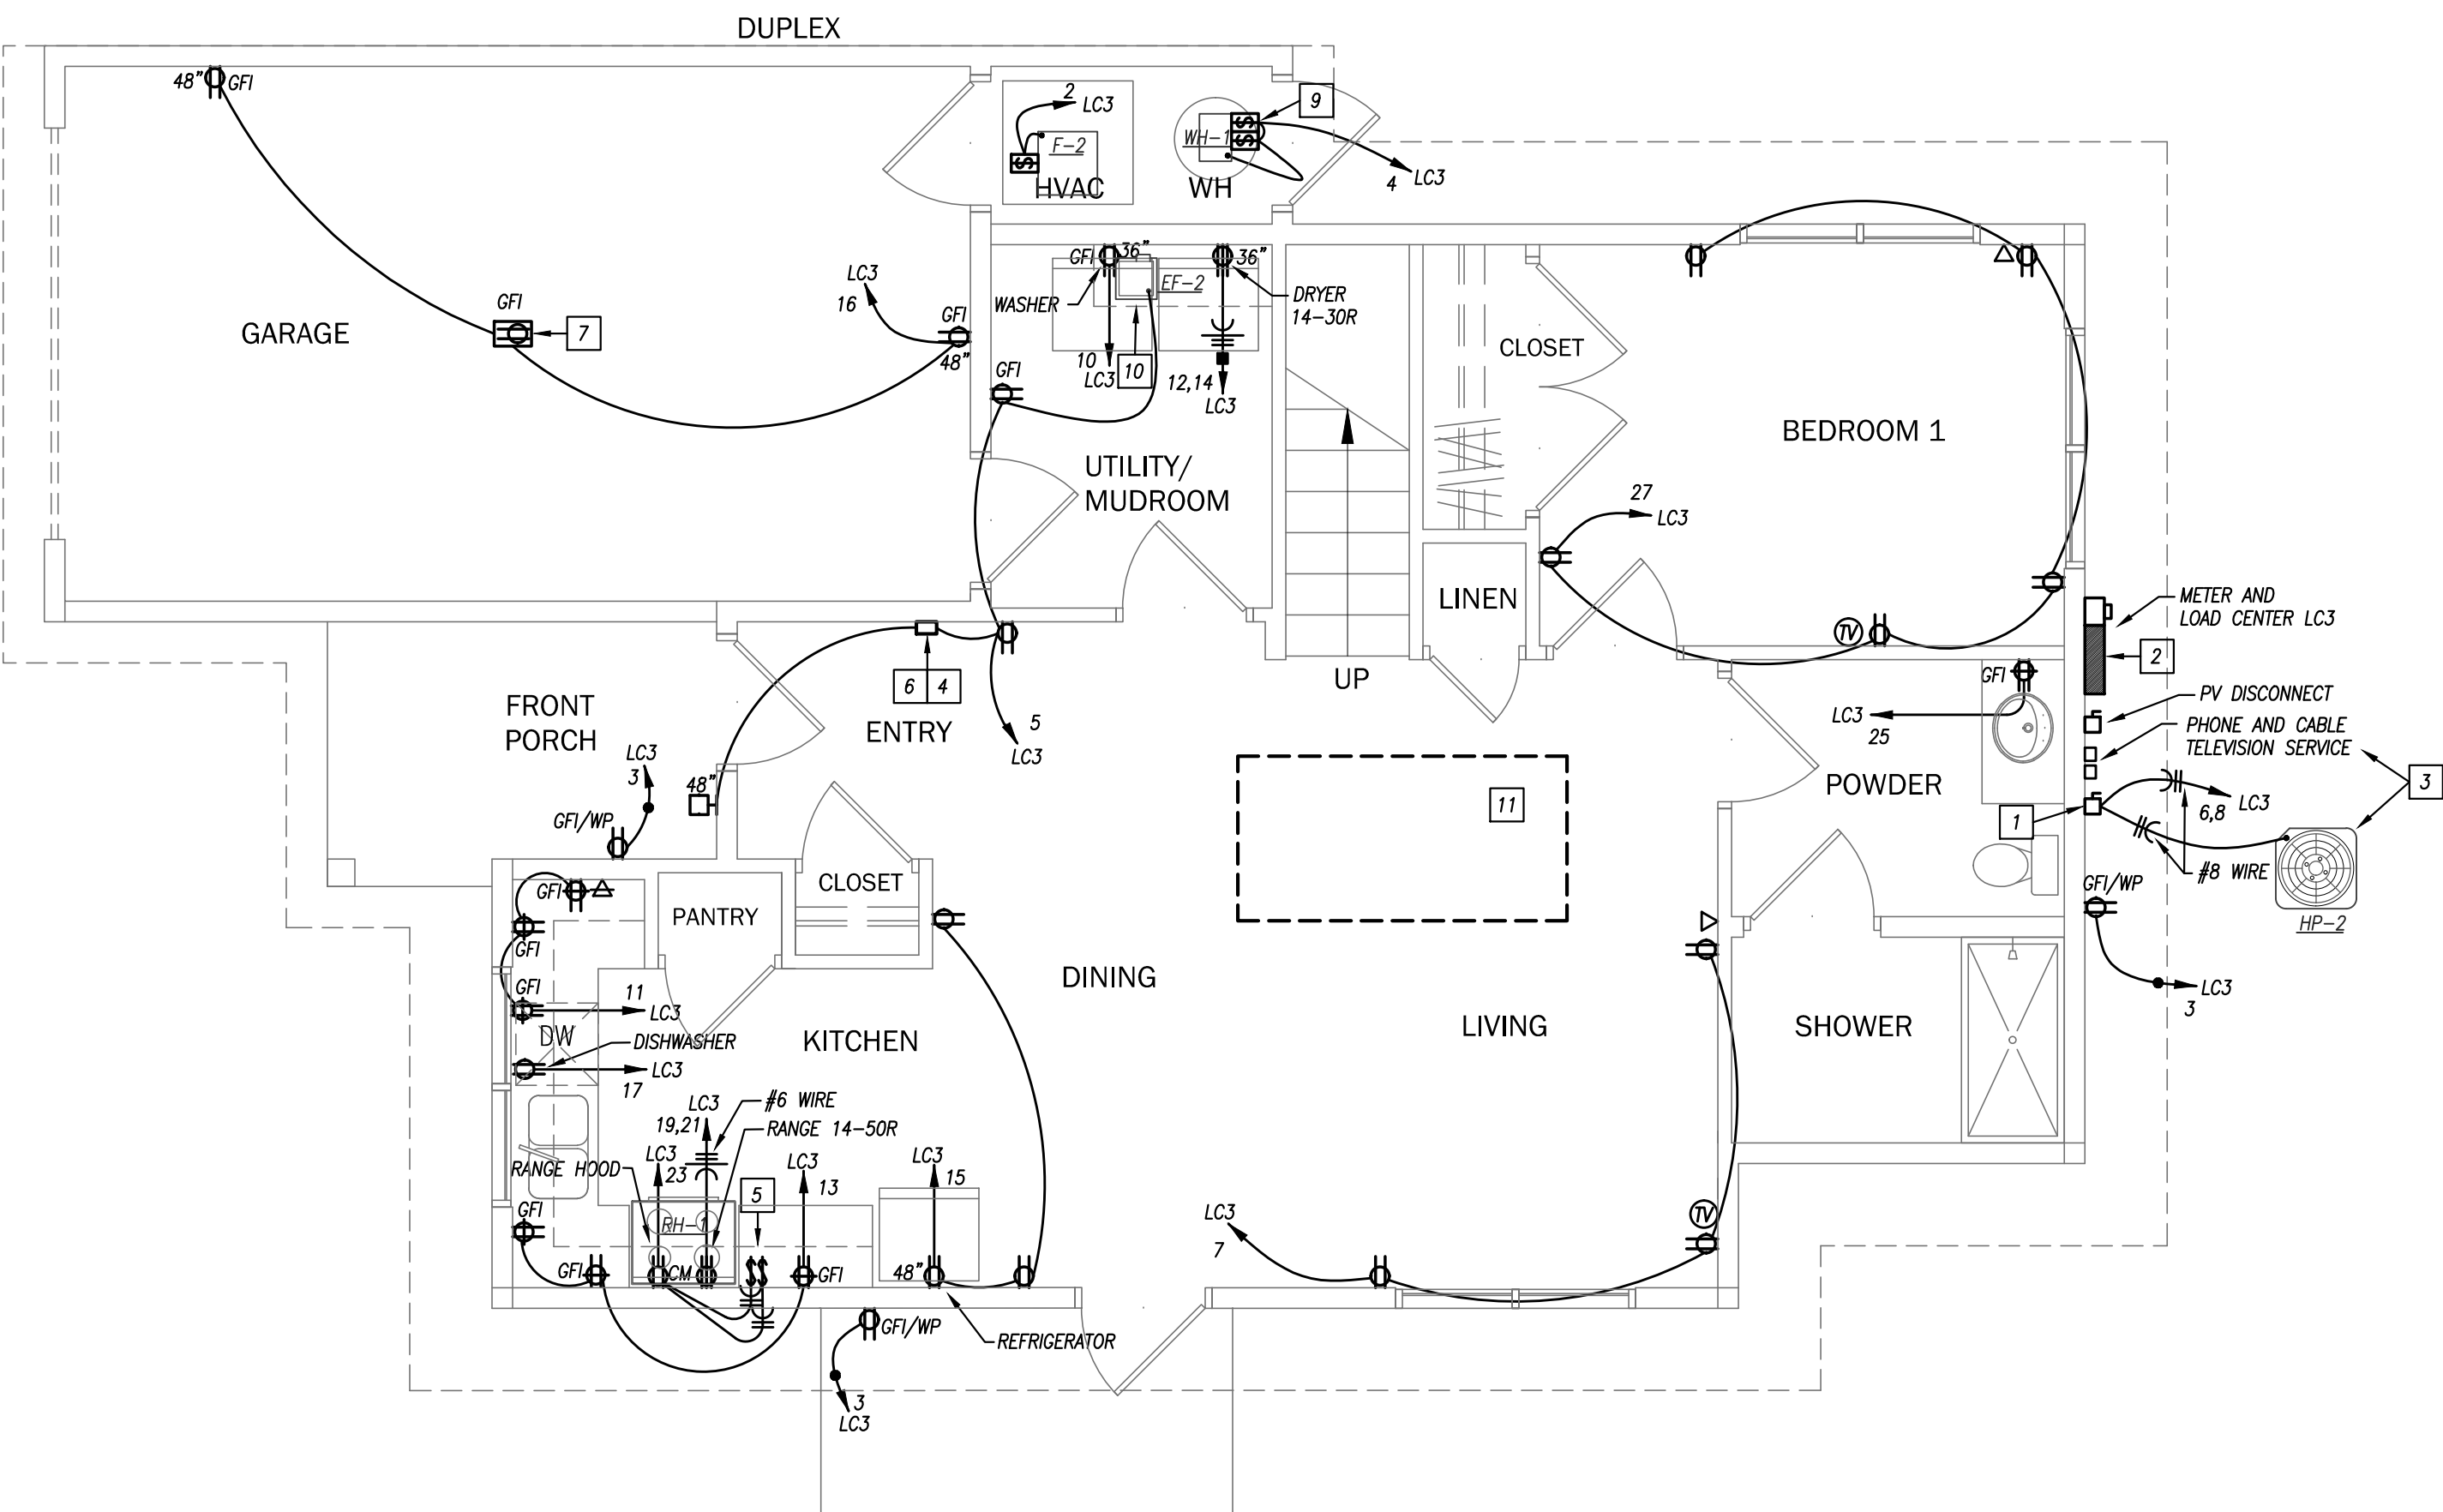 DUPLEX
48" GFI
2
LC3
F-2
HVAC
WH-1
WH
9
4 LC3
GFI
7
GARAGE
LC3
16
GFI
48"
GFI
36"
WASHER
EF-2
36"
DRYER
14-30R
10
LC3
10
12,14
LC3
GFI
UTILITY/
MUDROOM
CLOSET
BEDROOM 1
27
LC3
LINEN
TV
METER AND
LOAD CENTER LC3
2
UP
6 4
ENTRY
5
LC3
FRONT
PORCH
LC3
3
48"
GFI/WP
GFI
LC3
25
POWDER
PV DISCONNECT
PHONE AND CABLE
TELEVISION SERVICE
3
1
LC3
6,8
#8 WIRE
HP-2
GFI/WP
LC3
3
11
CLOSET
PANTRY
GFI
GFI
GFI
11
LC3
DW
DISHWASHER
LC3
17
KITCHEN
DINING
LIVING
SHOWER
LC3
19,21
#6 WIRE
RANGE 14-50R
RANGE HOOD
LC3
23
5
LC3
13
LC3
15
GFI
RH-1
GFI
CM
GFI
48"
LC3
7
TV
GFI/WP
REFRIGERATOR
3
LC3